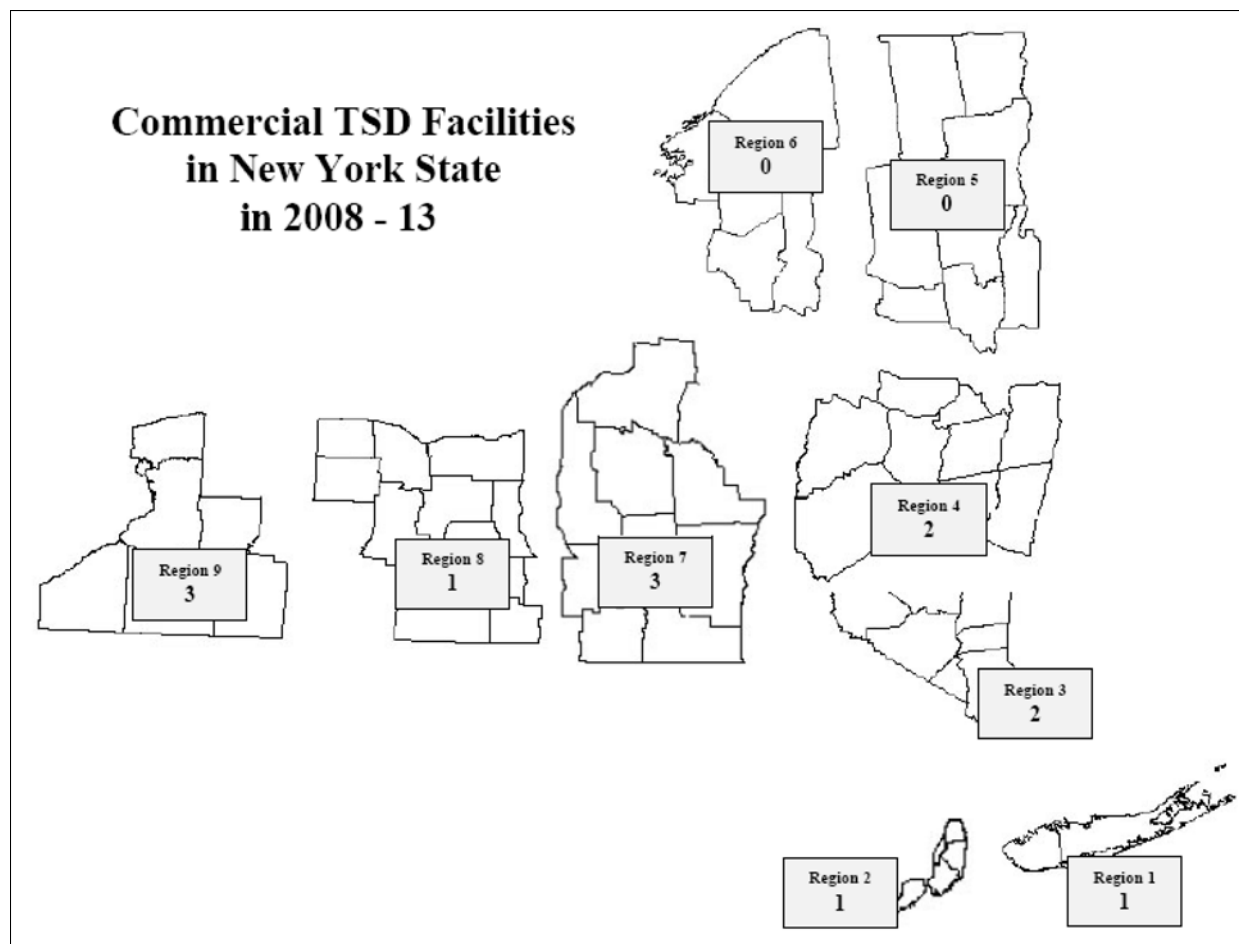 Commercial TSD Facilities
in New York State
in 2008 - 13
Region 6
0
Region 5
0
Region 9
3
Region 8
1
Region 7
3
Region 4
2
Region 3
2
Region 2
1
Region 1
1